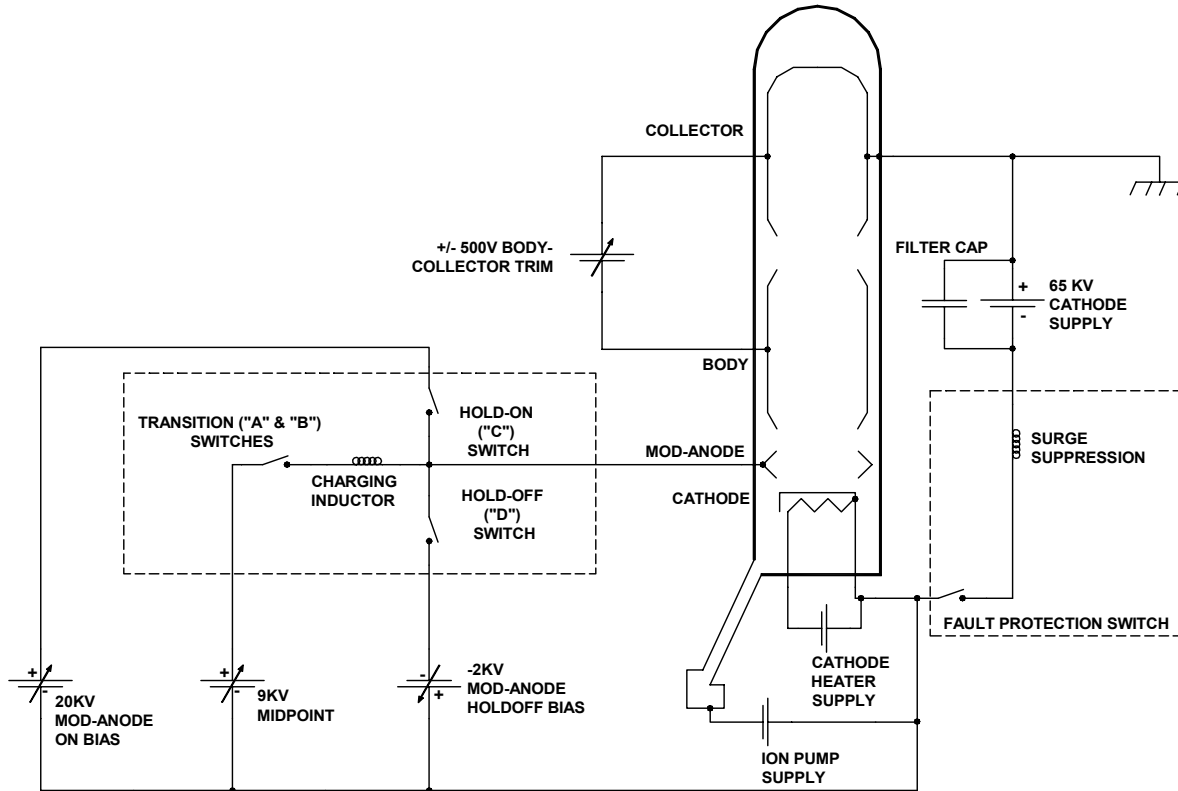 COLLECTOR
+/- 500V BODY-
COLLECTOR TRIM
FILTER CAP
+
-
65 KV
CATHODE
SUPPLY
BODY
TRANSITION ("A" & "B")
SWITCHES
HOLD-ON
("C")
SWITCH
CHARGING
INDUCTOR
MOD-ANODE
CATHODE
HOLD-OFF
("D")
SWITCH
SURGE
SUPPRESSION
FAULT PROTECTION SWITCH
+
-
20KV
MOD-ANODE
ON BIAS
+
-
9KV
MIDPOINT
-
+
-2KV
MOD-ANODE
HOLDOFF BIAS
CATHODE
HEATER
SUPPLY
ION PUMP
SUPPLY